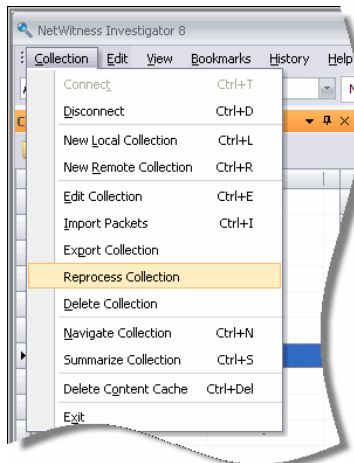 NetWitness Investigator 8
Collection Edit View Bookmarks History Help
Connect Ctrl+T
Disconnect Ctrl+D
New Local Collection Ctrl+L
New Remote Collection Ctrl+R
Edit Collection Ctrl+E
Import Packets Ctrl+I
Export Collection
Reprocess Collection
Delete Collection
Navigate Collection Ctrl+N
Summarize Collection Ctrl+S
Delete Content Cache Ctrl+Del
Exit